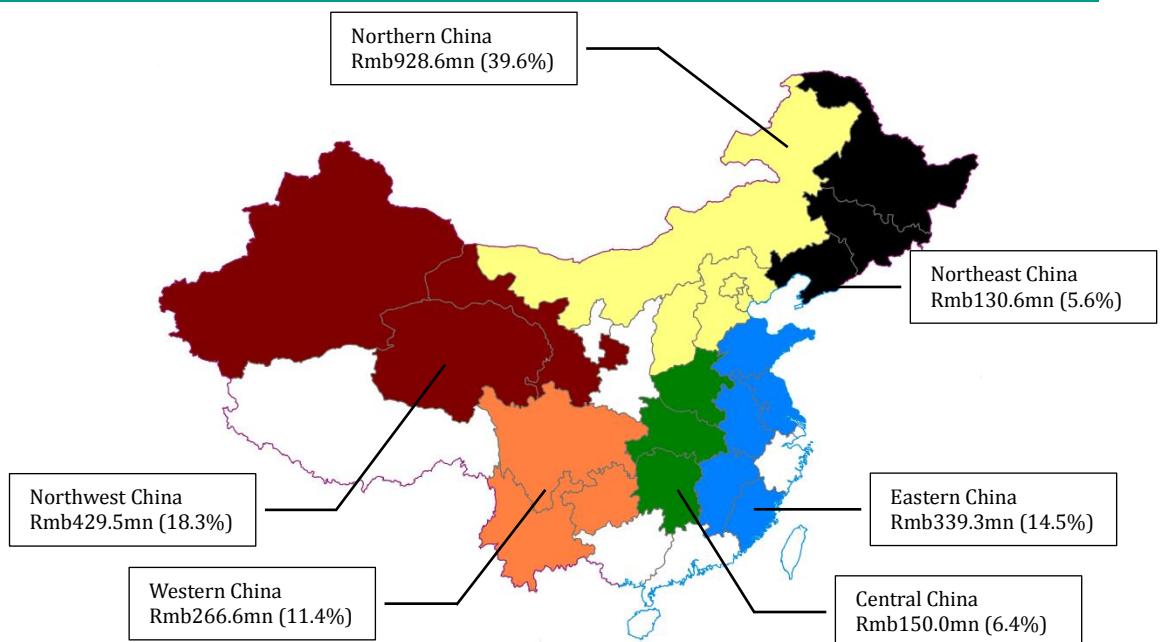 Northern China
Rmb928.6mn (39.6%)
Northeast China
Rmb130.6mn (5.6%)
Northwest China
Rmb429.5mn (18.3%)
Eastern China
Rmb339.3mn (14.5%)
Western China
Rmb266.6mn (11.4%)
Central China
Rmb150.0mn (6.4%)